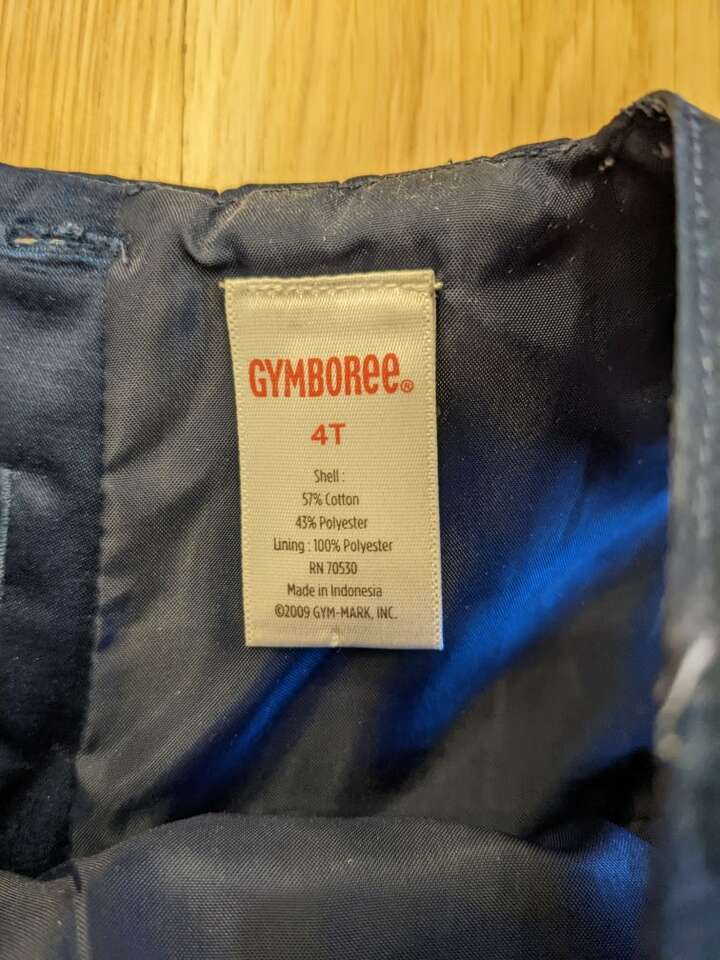 GYMBOREE®
4T
Shell :
57% Cotton
43% Polyester
Lining : 100% Polyester
RN 70530
Made in Indonesia
©2009 GYM-MARK, INC.